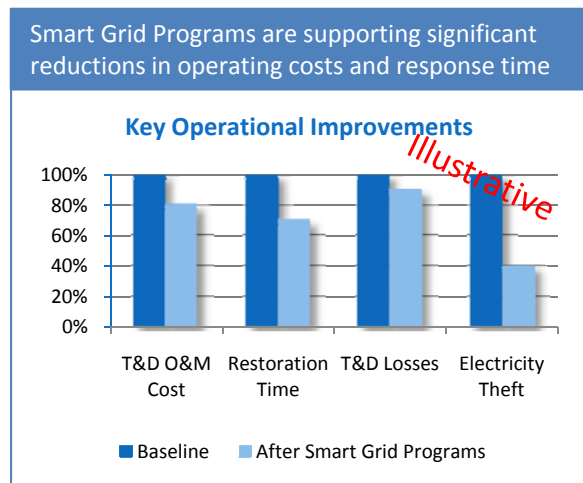 Smart Grid Programs are supporting significant
reductions in operating costs and response time
Key Operational Improvements
Illustrative
100%
80%
60%
40%
20%
0%
T&D O&M
Cost
Restoration
Time
T&D Losses
Electricity
Theft
Baseline
After Smart Grid Programs